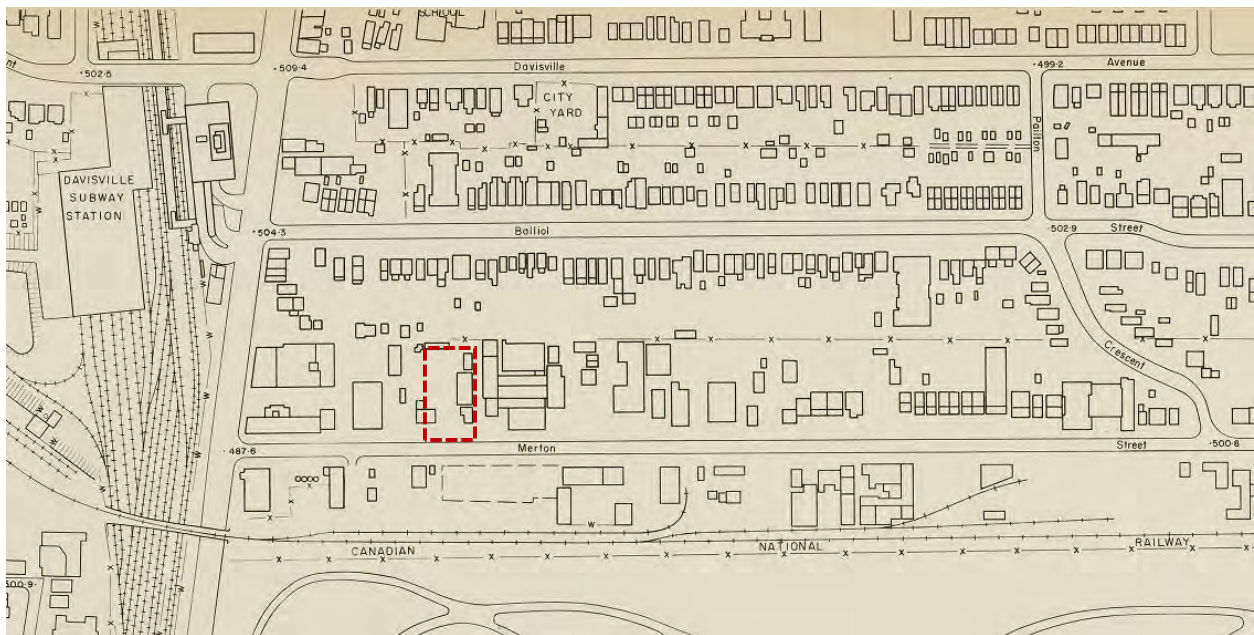 SCHOOL
502.5
509.4
Davisville
499.2
Avenue
CITY
YARD
Pailton
DAVISVILLE
SUBWAY
STATION
504.3
Balliol
502.9
Street
Crescent
487.6
Merton
Street
500.8
CANADIAN
NATIONAL
RAILWAY
500.9